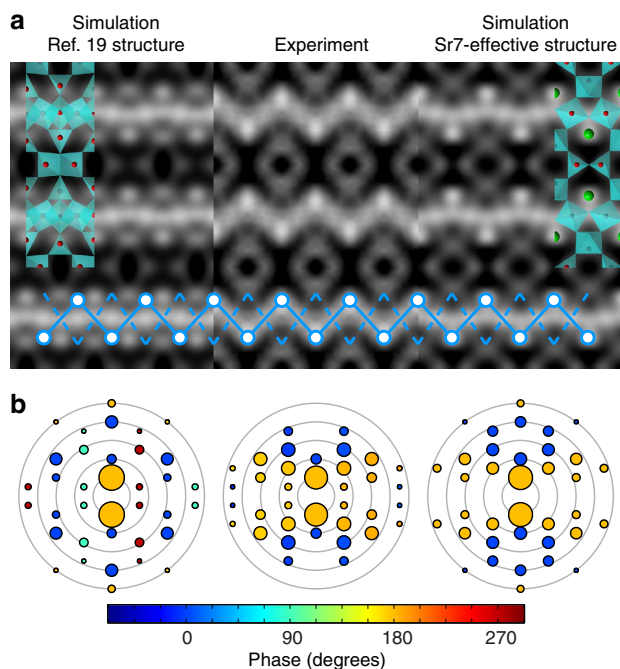 a
Simulation
Ref. 19 structure
Experiment
Simulation
Sr7-effective structure
b
0 90 180 270
Phase (degrees)